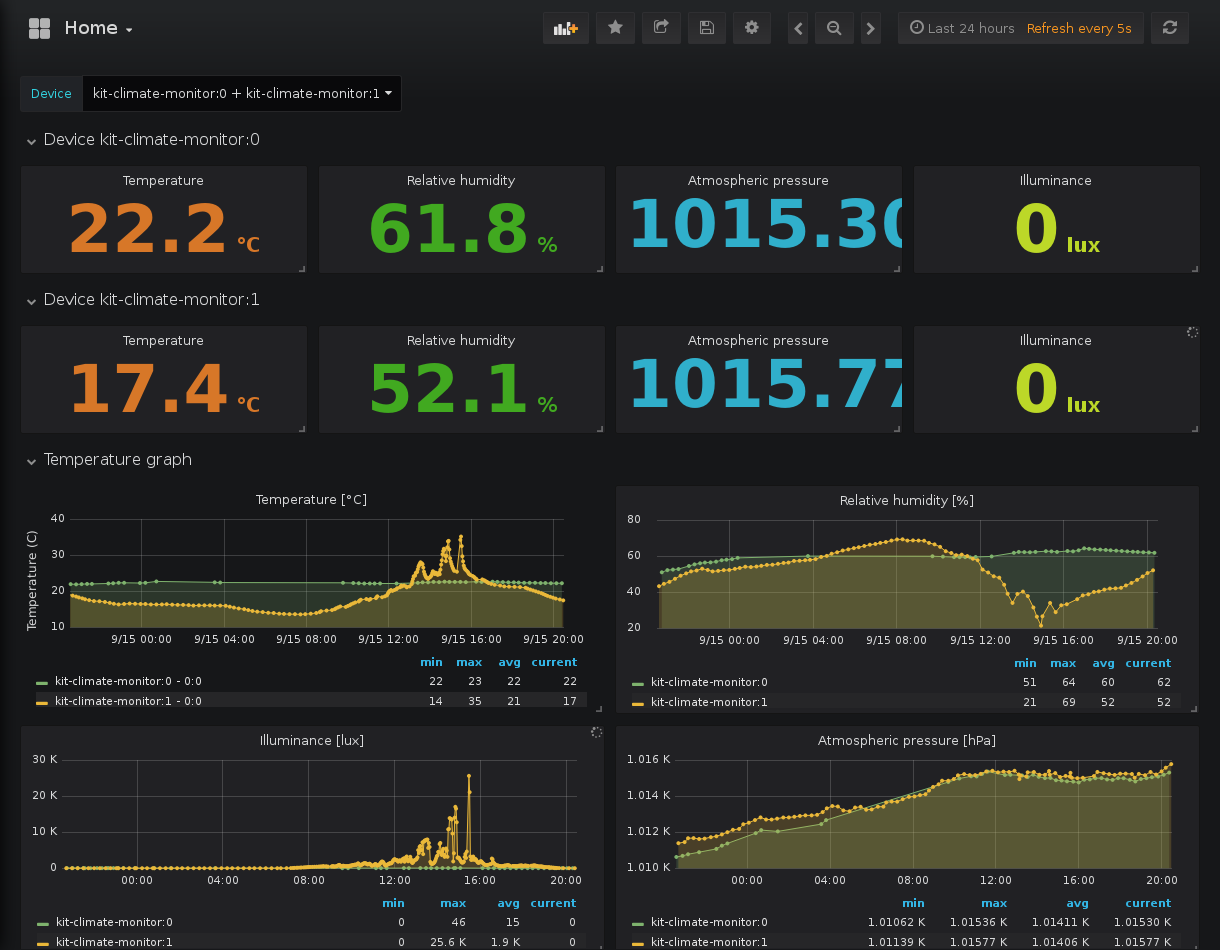 Home
Last 24 hours Refresh every 5s
Device kit-climate-monitor:0 + kit-climate-monitor:1
Device kit-climate-monitor:0
Temperature Relative humidity Atmospheric pressure Illuminance
22.2 °C 61.8 % 1015.30 0 lux
Device kit-climate-monitor:1
Temperature Relative humidity Atmospheric pressure Illuminance
17.4 °C 52.1 % 1015.77 0 lux
Temperature graph
Temperature [°C]
Temperature (C)
40
30
20
10
9/15 00:00 9/15 04:00 9/15 08:00 9/15 12:00 9/15 16:00 9/15 20:00
min max avg current
kit-climate-monitor:0 - 0:0 22 23 22 22
kit-climate-monitor:1 - 0:0 14 35 21 17
Relative humidity [%]
80
60
40
20
9/15 00:00 9/15 04:00 9/15 08:00 9/15 12:00 9/15 16:00 9/15 20:00
min max avg current
kit-climate-monitor:0 51 64 60 62
kit-climate-monitor:1 21 69 52 52
Illuminance [lux]
30 K
20 K
10 K
0
00:00 04:00 08:00 12:00 16:00 20:00
min max avg current
kit-climate-monitor:0 0 46 15 0
kit-climate-monitor:1 0 25.6 K 1.9 K 0
Atmospheric pressure [hPa]
1.016 K
1.014 K
1.012 K
1.010 K
00:00 04:00 08:00 12:00 16:00 20:00
min max avg current
kit-climate-monitor:0 1.01062 K 1.01536 K 1.01411 K 1.01530 K
kit-climate-monitor:1 1.01139 K 1.01577 K 1.01406 K 1.01577 K